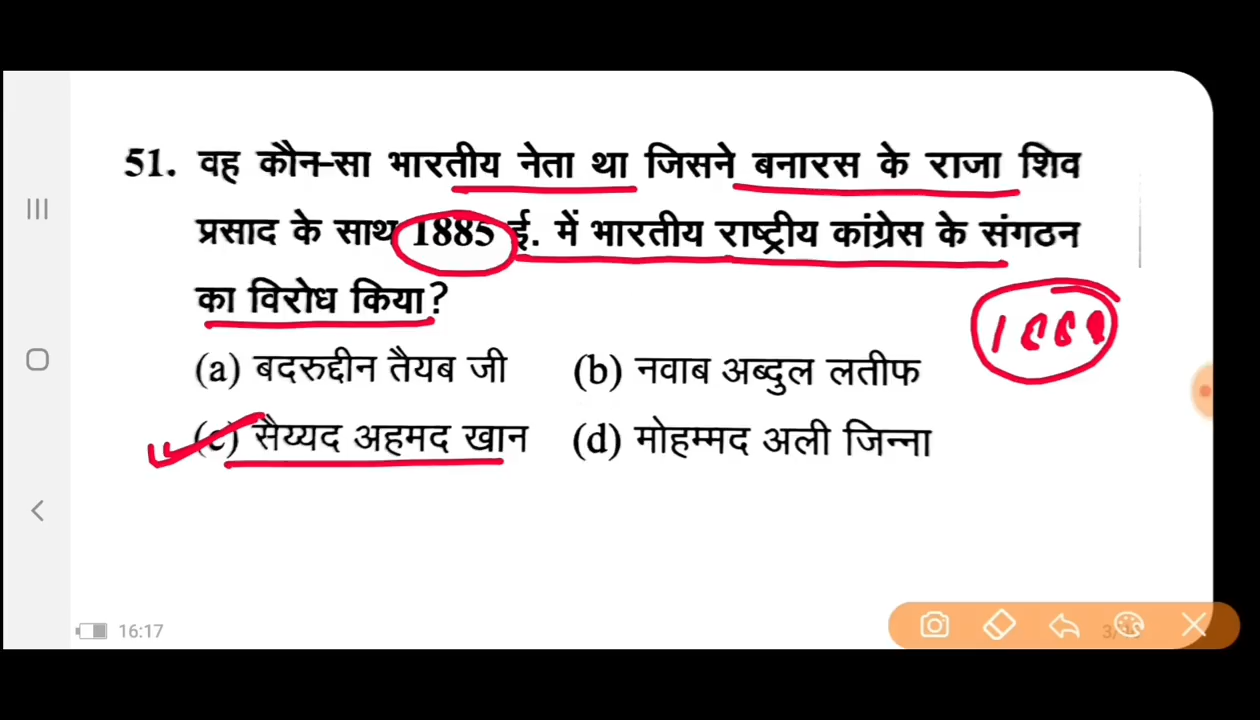 51. वह कौन-सा भारतीय नेता था जिसने बनारस के राजा शिव
प्रसाद के साथ 1885 ई. में भारतीय राष्ट्रीय कांग्रेस के संगठन
का विरोध किया?
(a) बदरुद्दीन तैयब जी (b) नवाब अब्दुल लतीफ
(c) सैय्यद अहमद खान (d) मोहम्मद अली जिन्ना
16:17